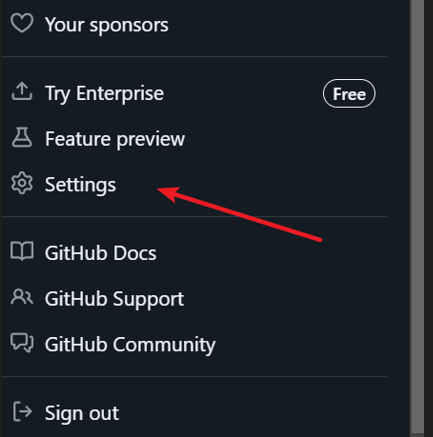 Your sponsors
Try Enterprise Free
Feature preview
Settings
GitHub Docs
GitHub Support
GitHub Community
Sign out